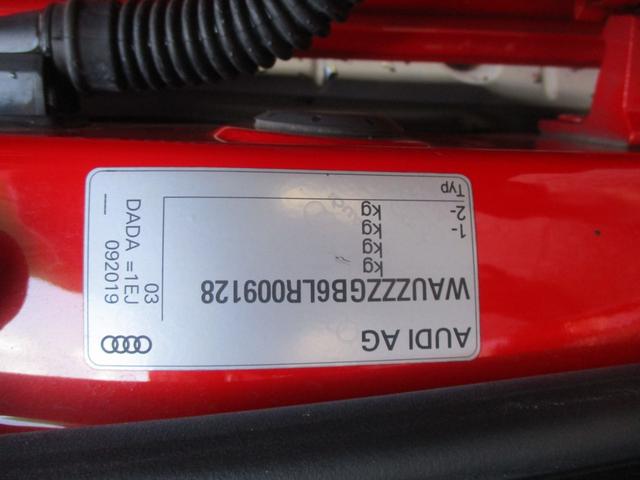 AUDI AG
WAUZZZGB6LR009128
kg
kg
1- kg
2- kg
Typ
03
DADA =1EJ
092019
—